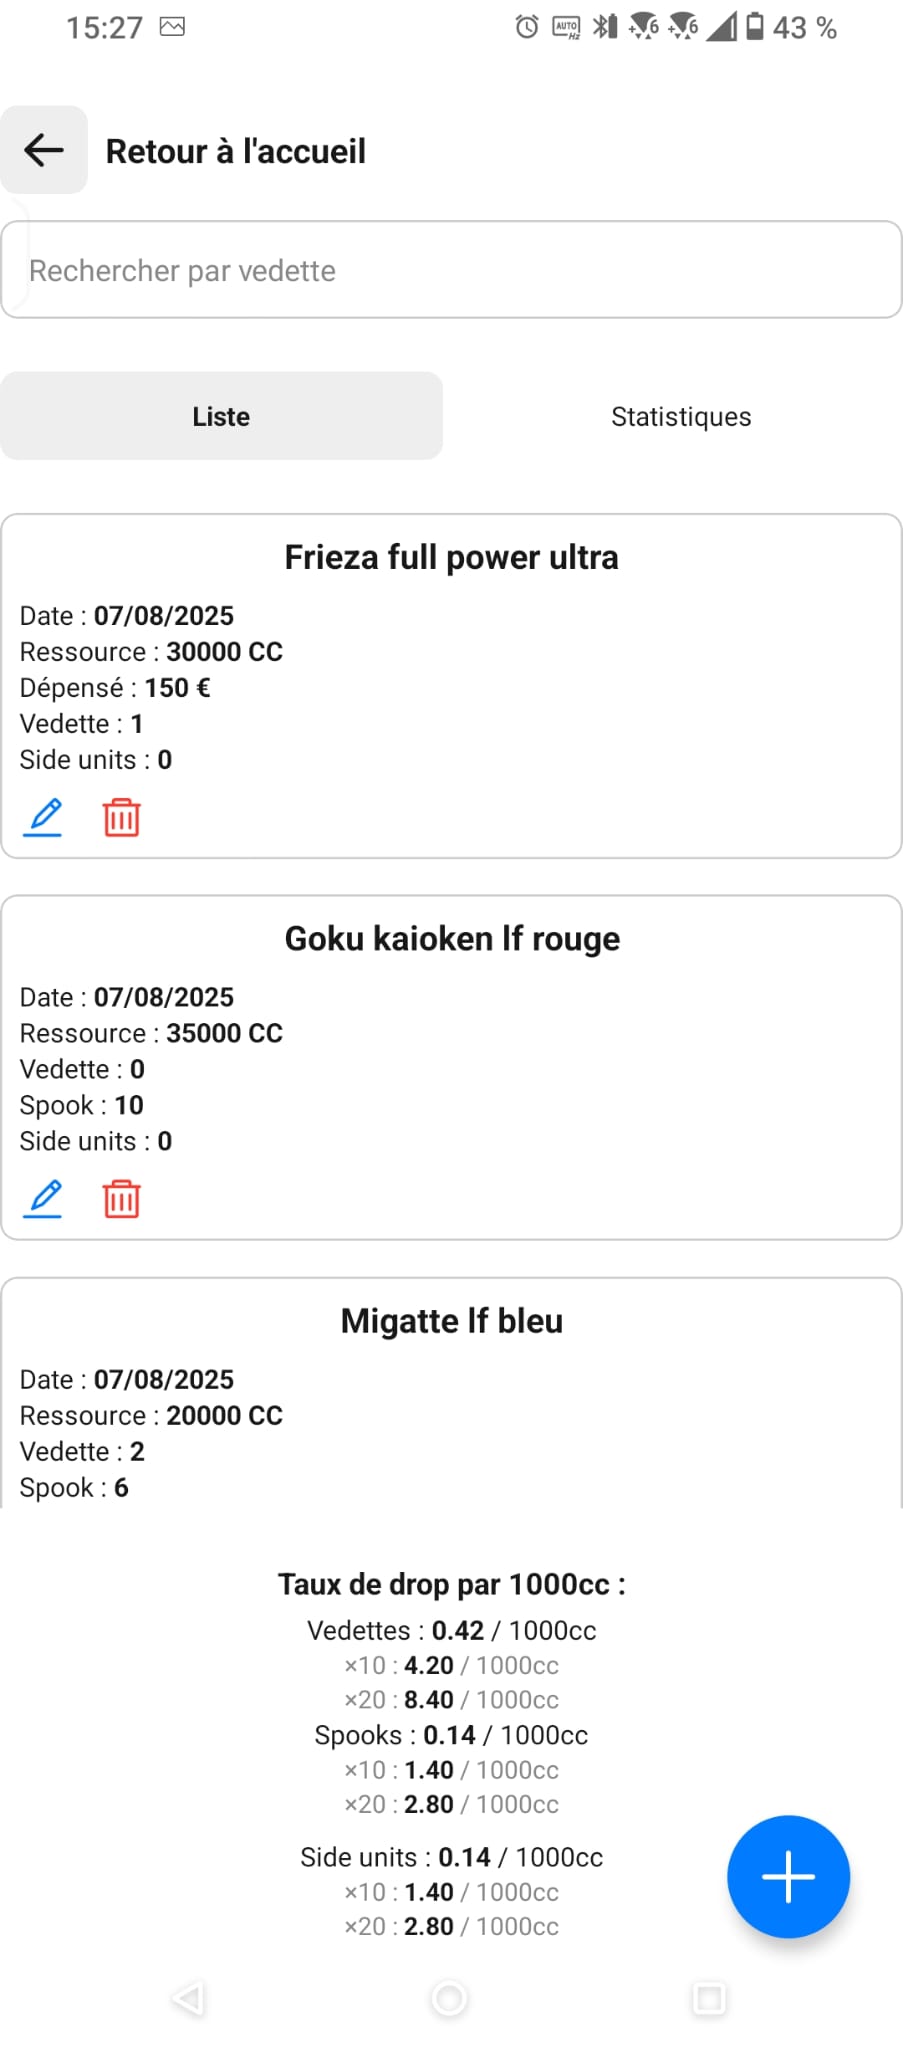 15:27
AUTO Hz
6
6
43 %
Retour à l'accueil
Rechercher par vedette
Liste
Statistiques
Frieza full power ultra
Date : 07/08/2025
Ressource : 30000 CC
Dépensé : 150 €
Vedette : 1
Side units : 0
Goku kaioken lf rouge
Date : 07/08/2025
Ressource : 35000 CC
Vedette : 0
Spook : 10
Side units : 0
Migatte lf bleu
Date : 07/08/2025
Ressource : 20000 CC
Vedette : 2
Spook : 6
Taux de drop par 1000cc :
Vedettes : 0.42 / 1000cc
×10 : 4.20 / 1000cc
×20 : 8.40 / 1000cc
Spooks : 0.14 / 1000cc
×10 : 1.40 / 1000cc
×20 : 2.80 / 1000cc
Side units : 0.14 / 1000cc
×10 : 1.40 / 1000cc
×20 : 2.80 / 1000cc